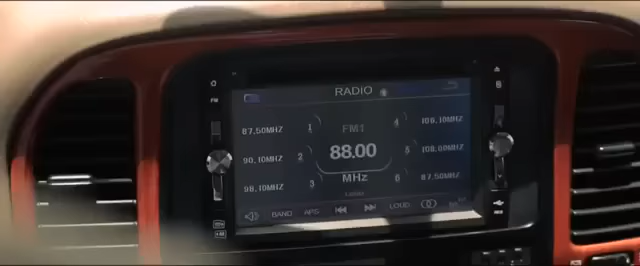 RADIO
FM
87.50MHZ 1
FM1
4 106.10MHZ
90.10MHZ 2
88.00
5 108.00MHZ
98.10MHZ 3
MHz
6 87.50MHZ
BAND APS LOUD